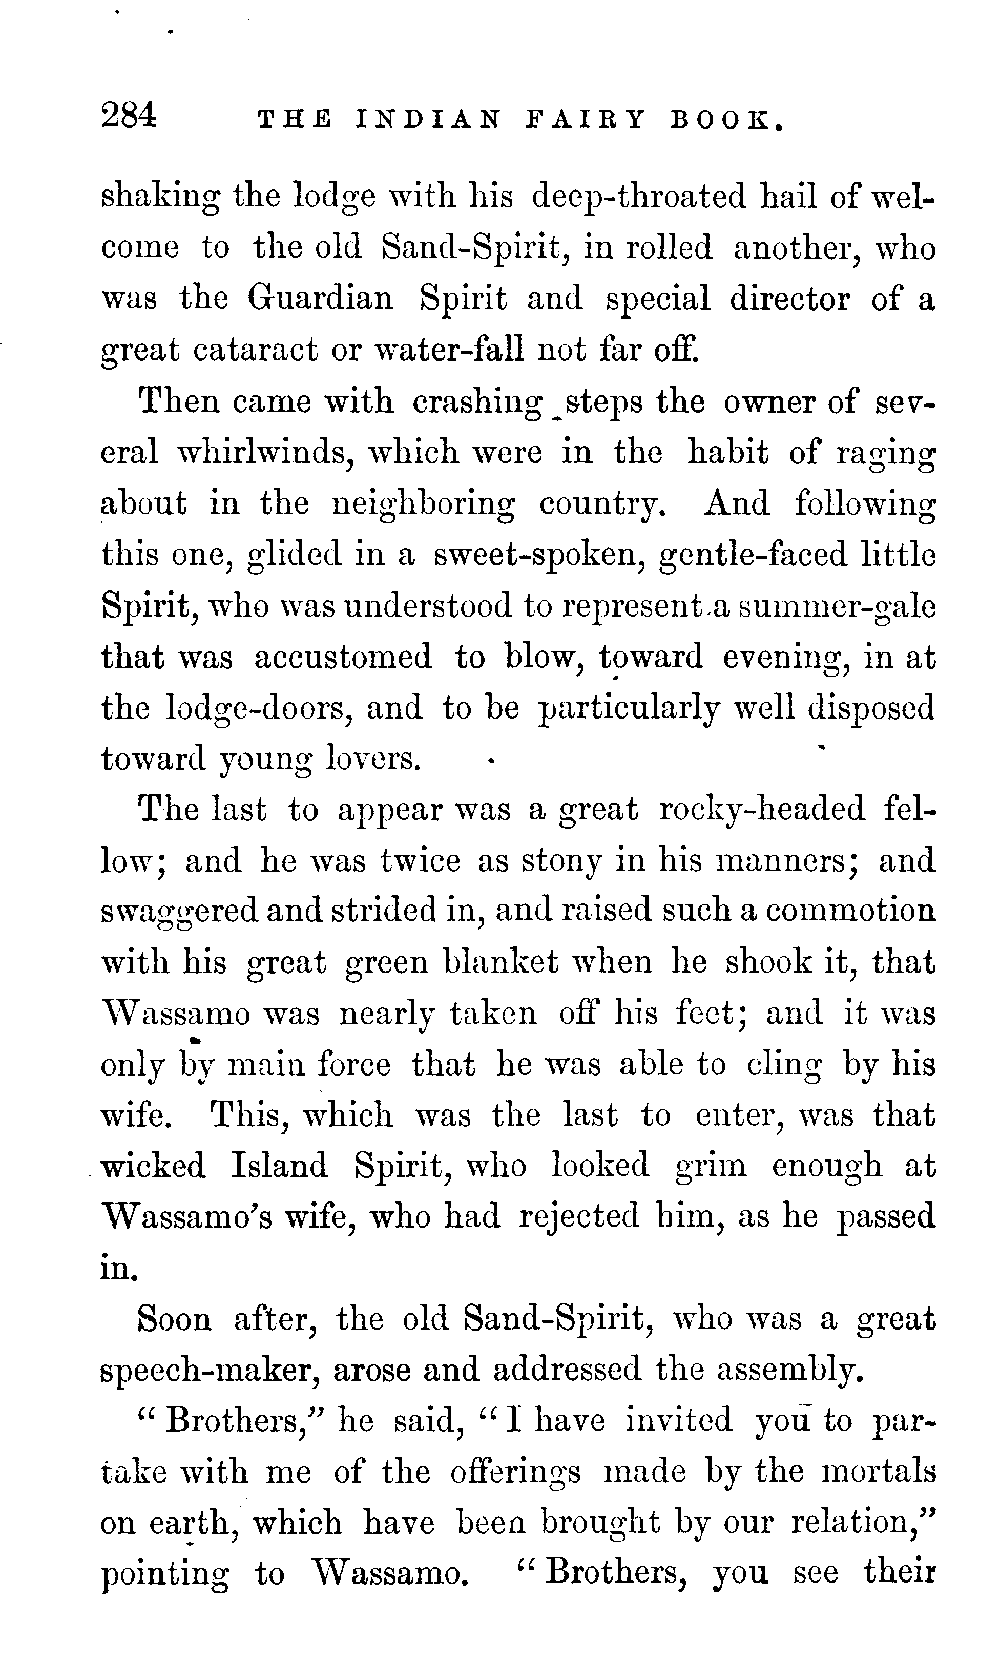 284 THE INDIAN FAIRY BOOK.
shaking the lodge with his deep-throated hail of wel-
come to the old Sand-Spirit, in rolled another, who
was the Guardian Spirit and special director of a
great cataract or water-fall not far off.
Then came with crashing steps the owner of sev-
eral whirlwinds, which were in the habit of raging
about in the neighboring country. And following
this one, glided in a sweet-spoken, gentle-faced little
Spirit, who was understood to represent a summer-gale
that was accustomed to blow, toward evening, in at
the lodge-doors, and to be particularly well disposed
toward young lovers.
The last to appear was a great rocky-headed fel-
low; and he was twice as stony in his manners; and
swaggered and strided in, and raised such a commotion
with his great green blanket when he shook it, that
Wassamo was nearly taken off his feet; and it was
only by main force that he was able to cling by his
wife. This, which was the last to enter, was that
wicked Island Spirit, who looked grim enough at
Wassamo's wife, who had rejected him, as he passed
in.
Soon after, the old Sand-Spirit, who was a great
speech-maker, arose and addressed the assembly.
"Brothers," he said, "I have invited you to par-
take with me of the offerings made by the mortals
on earth, which have been brought by our relation,"
pointing to Wassamo. "Brothers, you see their